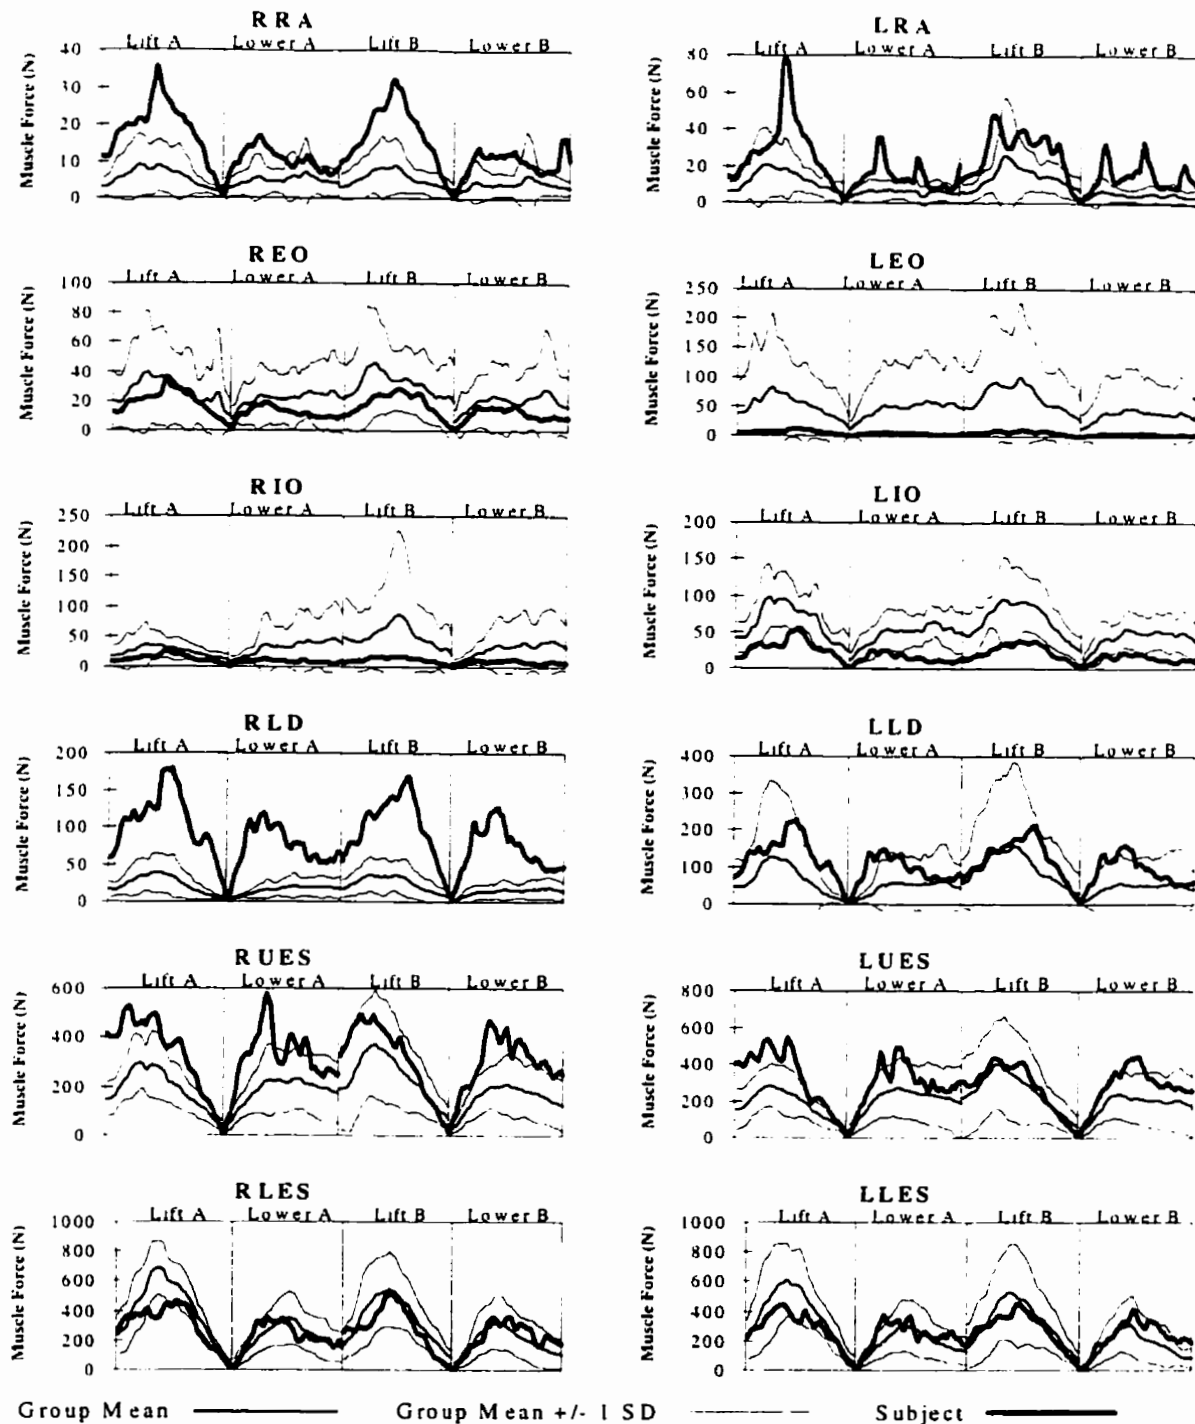 RRA
Lift A Lower A Lift B Lower B
Muscle Force (N)
40
30
20
10
0
LRA
Lift A Lower A Lift B Lower B
Muscle Force (N)
80
60
40
20
0
REO
Lift A Lower A Lift B Lower B
Muscle Force (N)
100
80
60
40
20
0
LEO
Lift A Lower A Lift B Lower B
Muscle Force (N)
250
200
150
100
50
0
RIO
Lift A Lower A Lift B Lower B
Muscle Force (N)
250
200
150
100
50
0
LIO
Lift A Lower A Lift B Lower B
Muscle Force (N)
200
150
100
50
0
RLD
Lift A Lower A Lift B Lower B
Muscle Force (N)
200
150
100
50
0
LLD
Lift A Lower A Lift B Lower B
Muscle Force (N)
400
300
200
100
0
RUES
Lift A Lower A Lift B Lower B
Muscle Force (N)
600
400
200
0
LUES
Lift A Lower A Lift B Lower B
Muscle Force (N)
800
600
400
200
0
RLES
Lift A Lower A Lift B Lower B
Muscle Force (N)
1000
800
600
400
200
0
LLES
Lift A Lower A Lift B Lower B
Muscle Force (N)
1000
800
600
400
200
0
Group Mean Group Mean +/- 1 SD Subject